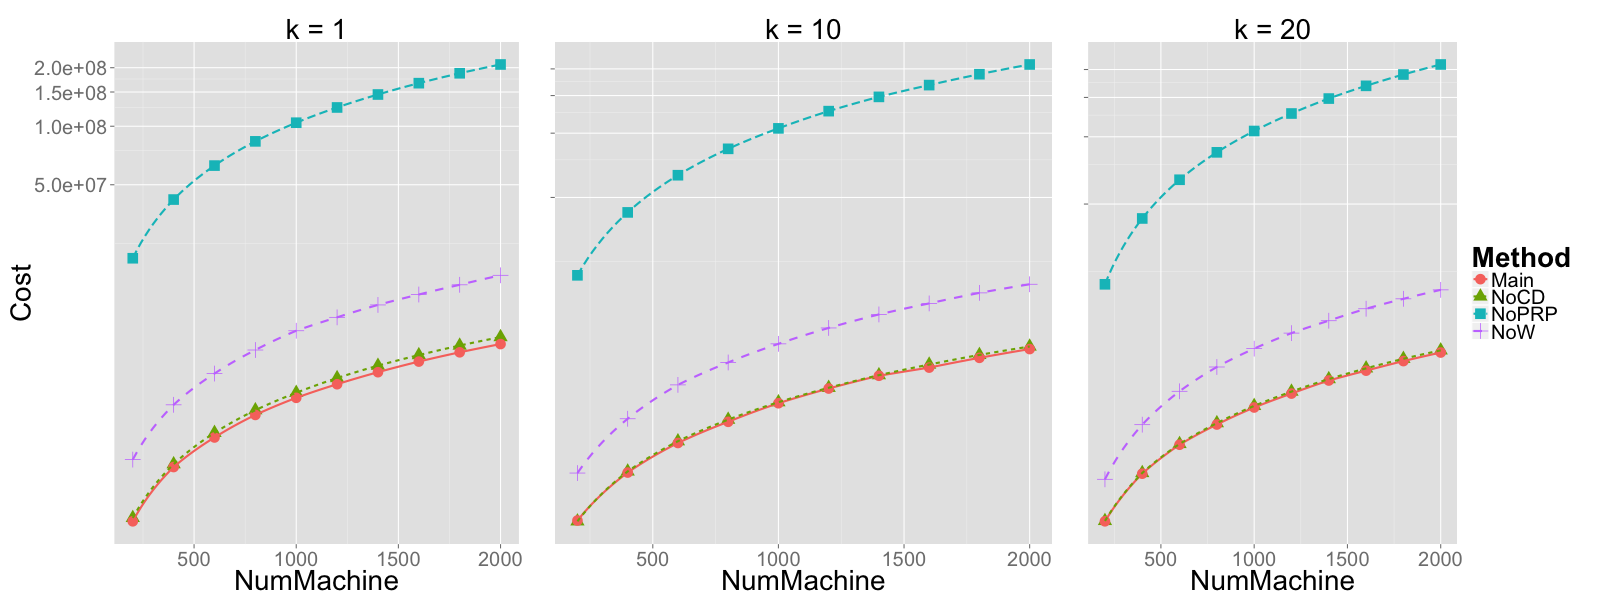 k = 1
k = 10
k = 20
Cost
2.0e+08
1.5e+08
1.0e+08
5.0e+07
500
1000
1500
2000
500
1000
1500
2000
500
1000
1500
2000
NumMachine
NumMachine
NumMachine
Method
Main
NoCD
NoPRP
NoW